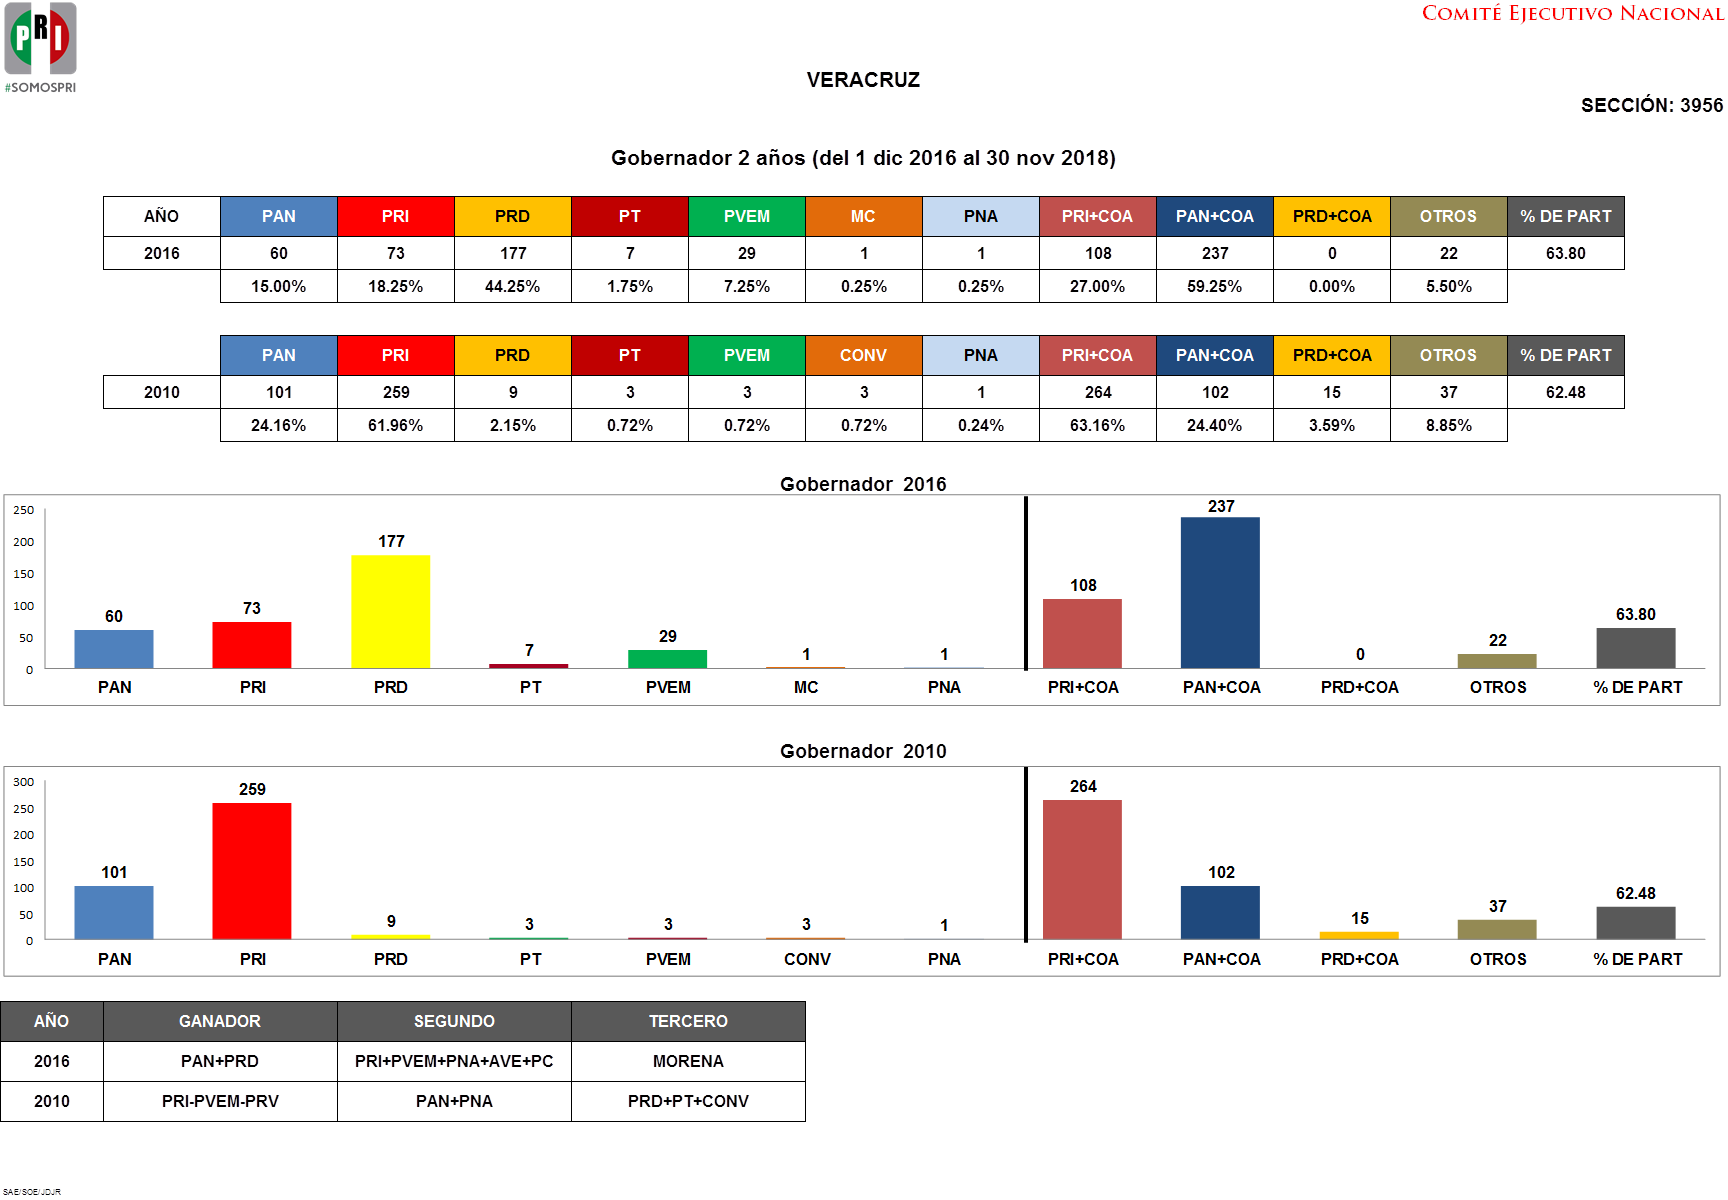 COMITÉ EJECUTIVO NACIONAL
PRI
#SOMOSPRI
VERACRUZ
SECCIÓN: 3956
Gobernador 2 años (del 1 dic 2016 al 30 nov 2018)
AÑO PAN PRI PRD PT PVEM MC PNA PRI+COA PAN+COA PRD+COA OTROS % DE PART
2016 60 73 177 7 29 1 1 108 237 0 22 63.80
15.00% 18.25% 44.25% 1.75% 7.25% 0.25% 0.25% 27.00% 59.25% 0.00% 5.50%
PAN PRI PRD PT PVEM CONV PNA PRI+COA PAN+COA PRD+COA OTROS % DE PART
2010 101 259 9 3 3 3 1 264 102 15 37 62.48
24.16% 61.96% 2.15% 0.72% 0.72% 0.72% 0.24% 63.16% 24.40% 3.59% 8.85%
Gobernador 2016
250
200
150
100
50
0
60 73 177 7 29 1 1 108 237 0 22 63.80
PAN PRI PRD PT PVEM MC PNA PRI+COA PAN+COA PRD+COA OTROS % DE PART
Gobernador 2010
300
250
200
150
100
50
0
101 259 9 3 3 3 1 264 102 15 37 62.48
PAN PRI PRD PT PVEM CONV PNA PRI+COA PAN+COA PRD+COA OTROS % DE PART
AÑO GANADOR SEGUNDO TERCERO
2016 PAN+PRD PRI+PVEM+PNA+AVE+PC MORENA
2010 PRI-PVEM-PRV PAN+PNA PRD+PT+CONV
SAE/SOE/JDJR